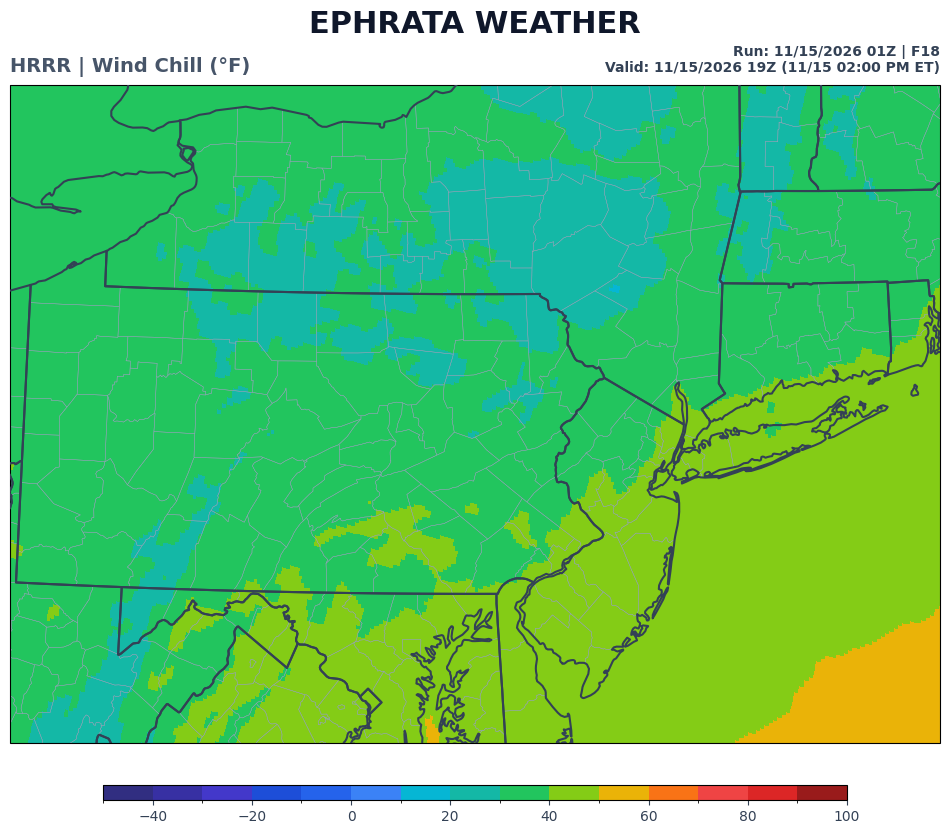 EPHRATA WEATHER
HRRR | Wind Chill (°F)
Run: 11/15/2026 01Z | F18
Valid: 11/15/2026 19Z (11/15 02:00 PM ET)
−40 −20 0 20 40 60 80 100